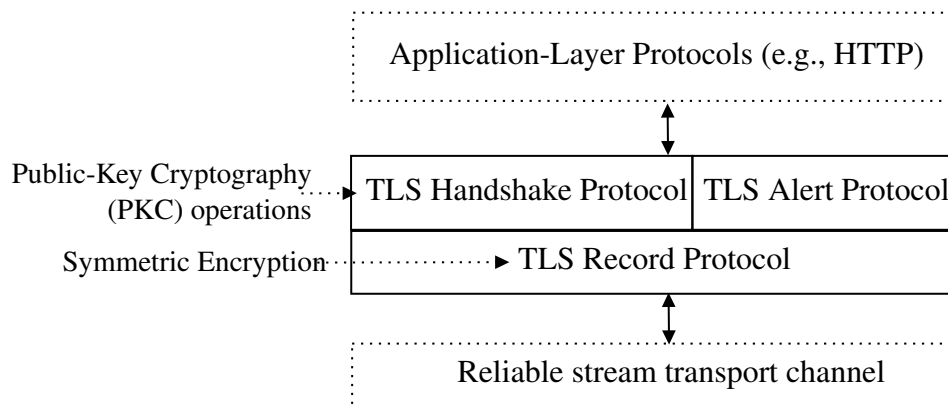 Application-Layer Protocols (e.g., HTTP)
Public-Key Cryptography
(PKC) operations
TLS Handshake Protocol
TLS Alert Protocol
Symmetric Encryption
TLS Record Protocol
Reliable stream transport channel